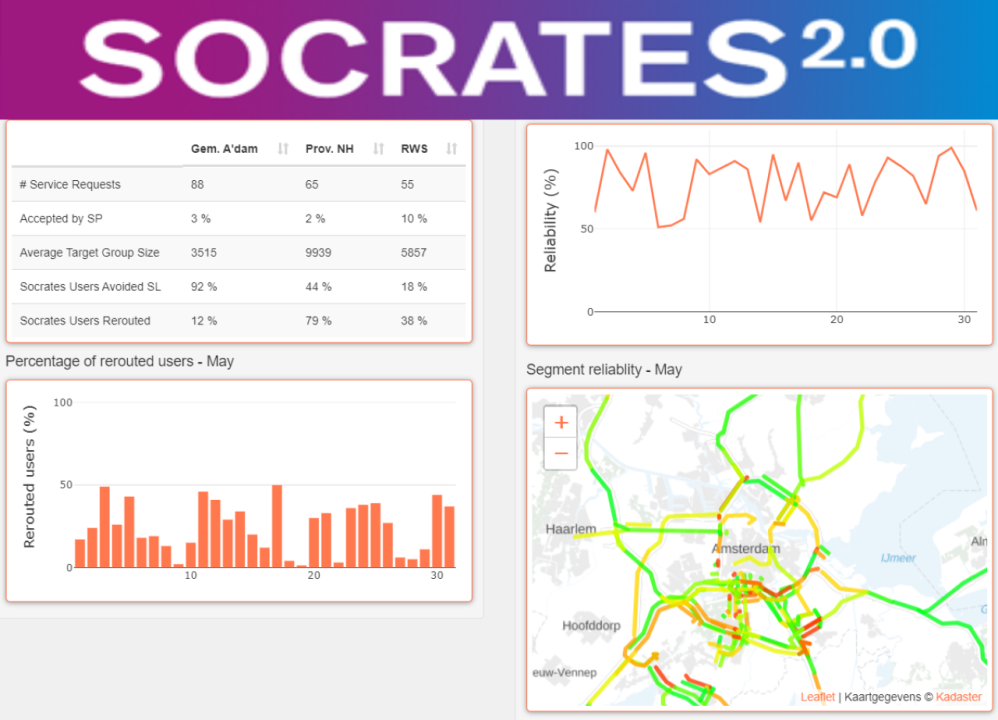 SOCRATES2.0
Gem. A'dam Prov. NH RWS
# Service Requests 88 65 55
Accepted by SP 3 % 2 % 10 %
Average Target Group Size 3515 9939 5857
Socrates Users Avoided SL 92 % 44 % 18 %
Socrates Users Rerouted 12 % 79 % 38 %
Percentage of rerouted users - May
100
50
0
10 20 30
Rerouted users (%)
100
50
0
10 20 30
Reliability (%)
Segment reliablity - May
+
−
Haarlem
Amsterdam
IJmeer
Aln
Hoofddorp
euw-Vennep
Leaflet | Kaartgegevens © Kadaster